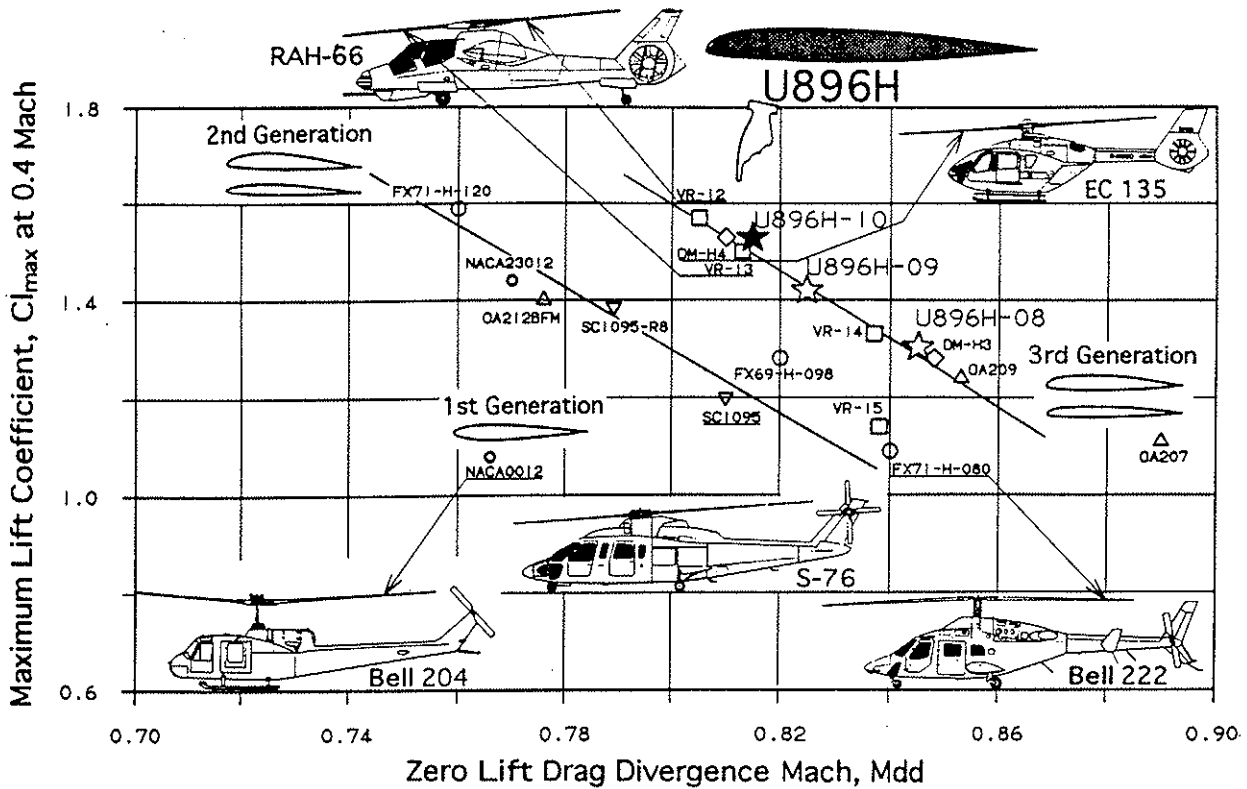 RAH-66
U896H
1.8
2nd Generation
FX71-H-120
VR-12
EC 135
U896H-10
NACA23012
DM-H4
VR-13
U896H-09
1.4
OA212BFM
SC1095-R8
U896H-08
VR-14
DM-H3
OA209
3rd Generation
FX69-H-098
1st Generation
SC1095
VR-15
NACA0012
FX71-H-080
OA207
1.0
S-76
Bell 204
Bell 222
0.6
0.70 0.74 0.78 0.82 0.86 0.90
Zero Lift Drag Divergence Mach, Mdd
Maximum Lift Coefficient, Clmax at 0.4 Mach